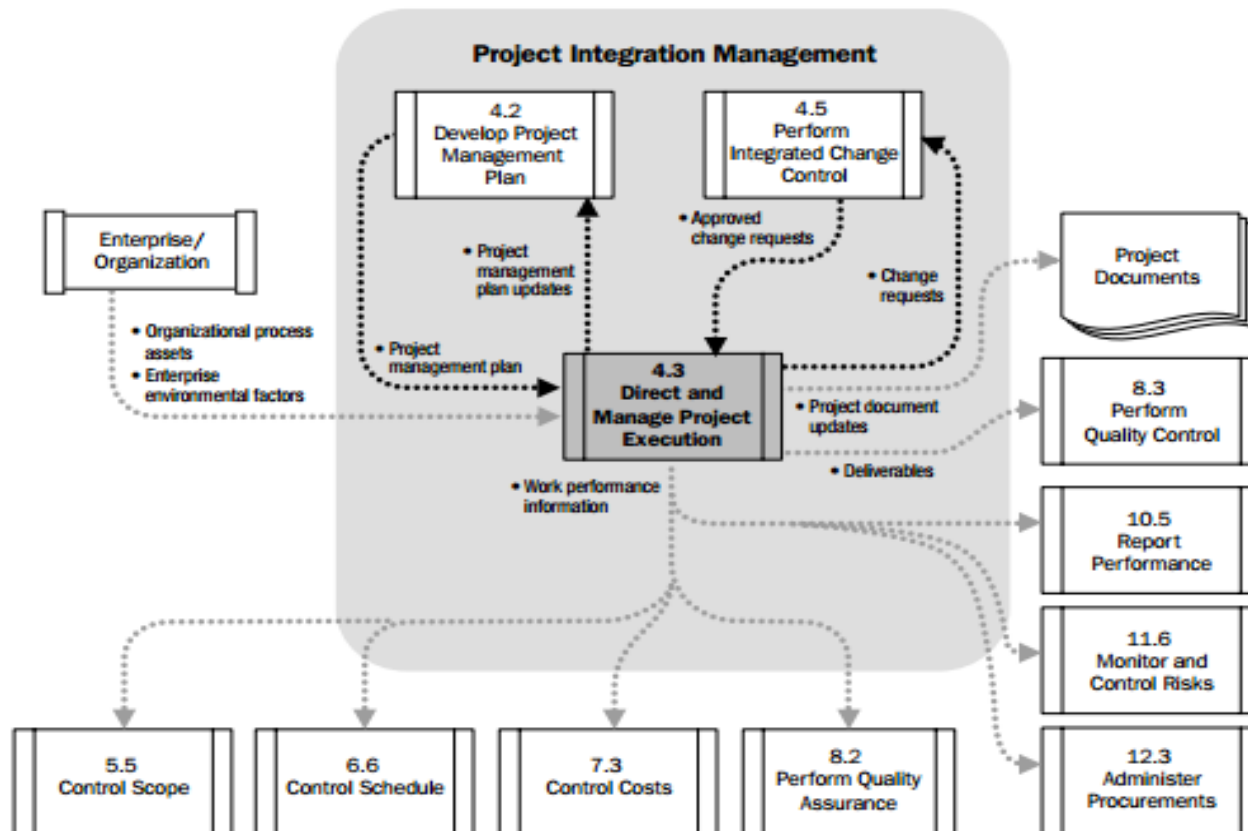 Project Integration Management
4.2
Develop Project
Management
Plan
4.5
Perform
Integrated Change
Control
Enterprise/
Organization
• Approved
change requests
• Project
management
plan updates
• Change
requests
Project
Documents
• Organizational process
assets
• Enterprise
environmental factors
• Project
management plan
4.3
Direct and
Manage Project
Execution
8.3
Perform
Quality Control
• Project document
updates
• Deliverables
• Work performance
information
10.5
Report
Performance
11.6
Monitor and
Control Risks
5.5
Control Scope
6.6
Control Schedule
7.3
Control Costs
8.2
Perform Quality
Assurance
12.3
Administer
Procurements